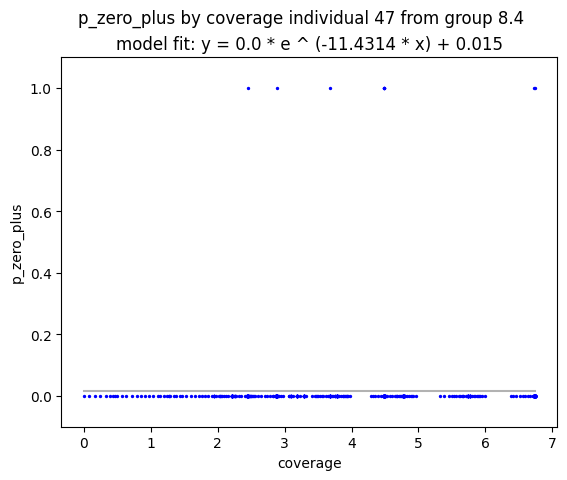 p_zero_plus by coverage individual 47 from group 8.4
model fit: y = 0.0 * e ^ (-11.4314 * x) + 0.015
1.0
0.8
0.6
0.4
0.2
0.0
p_zero_plus
0 1 2 3 4 5 6 7
coverage